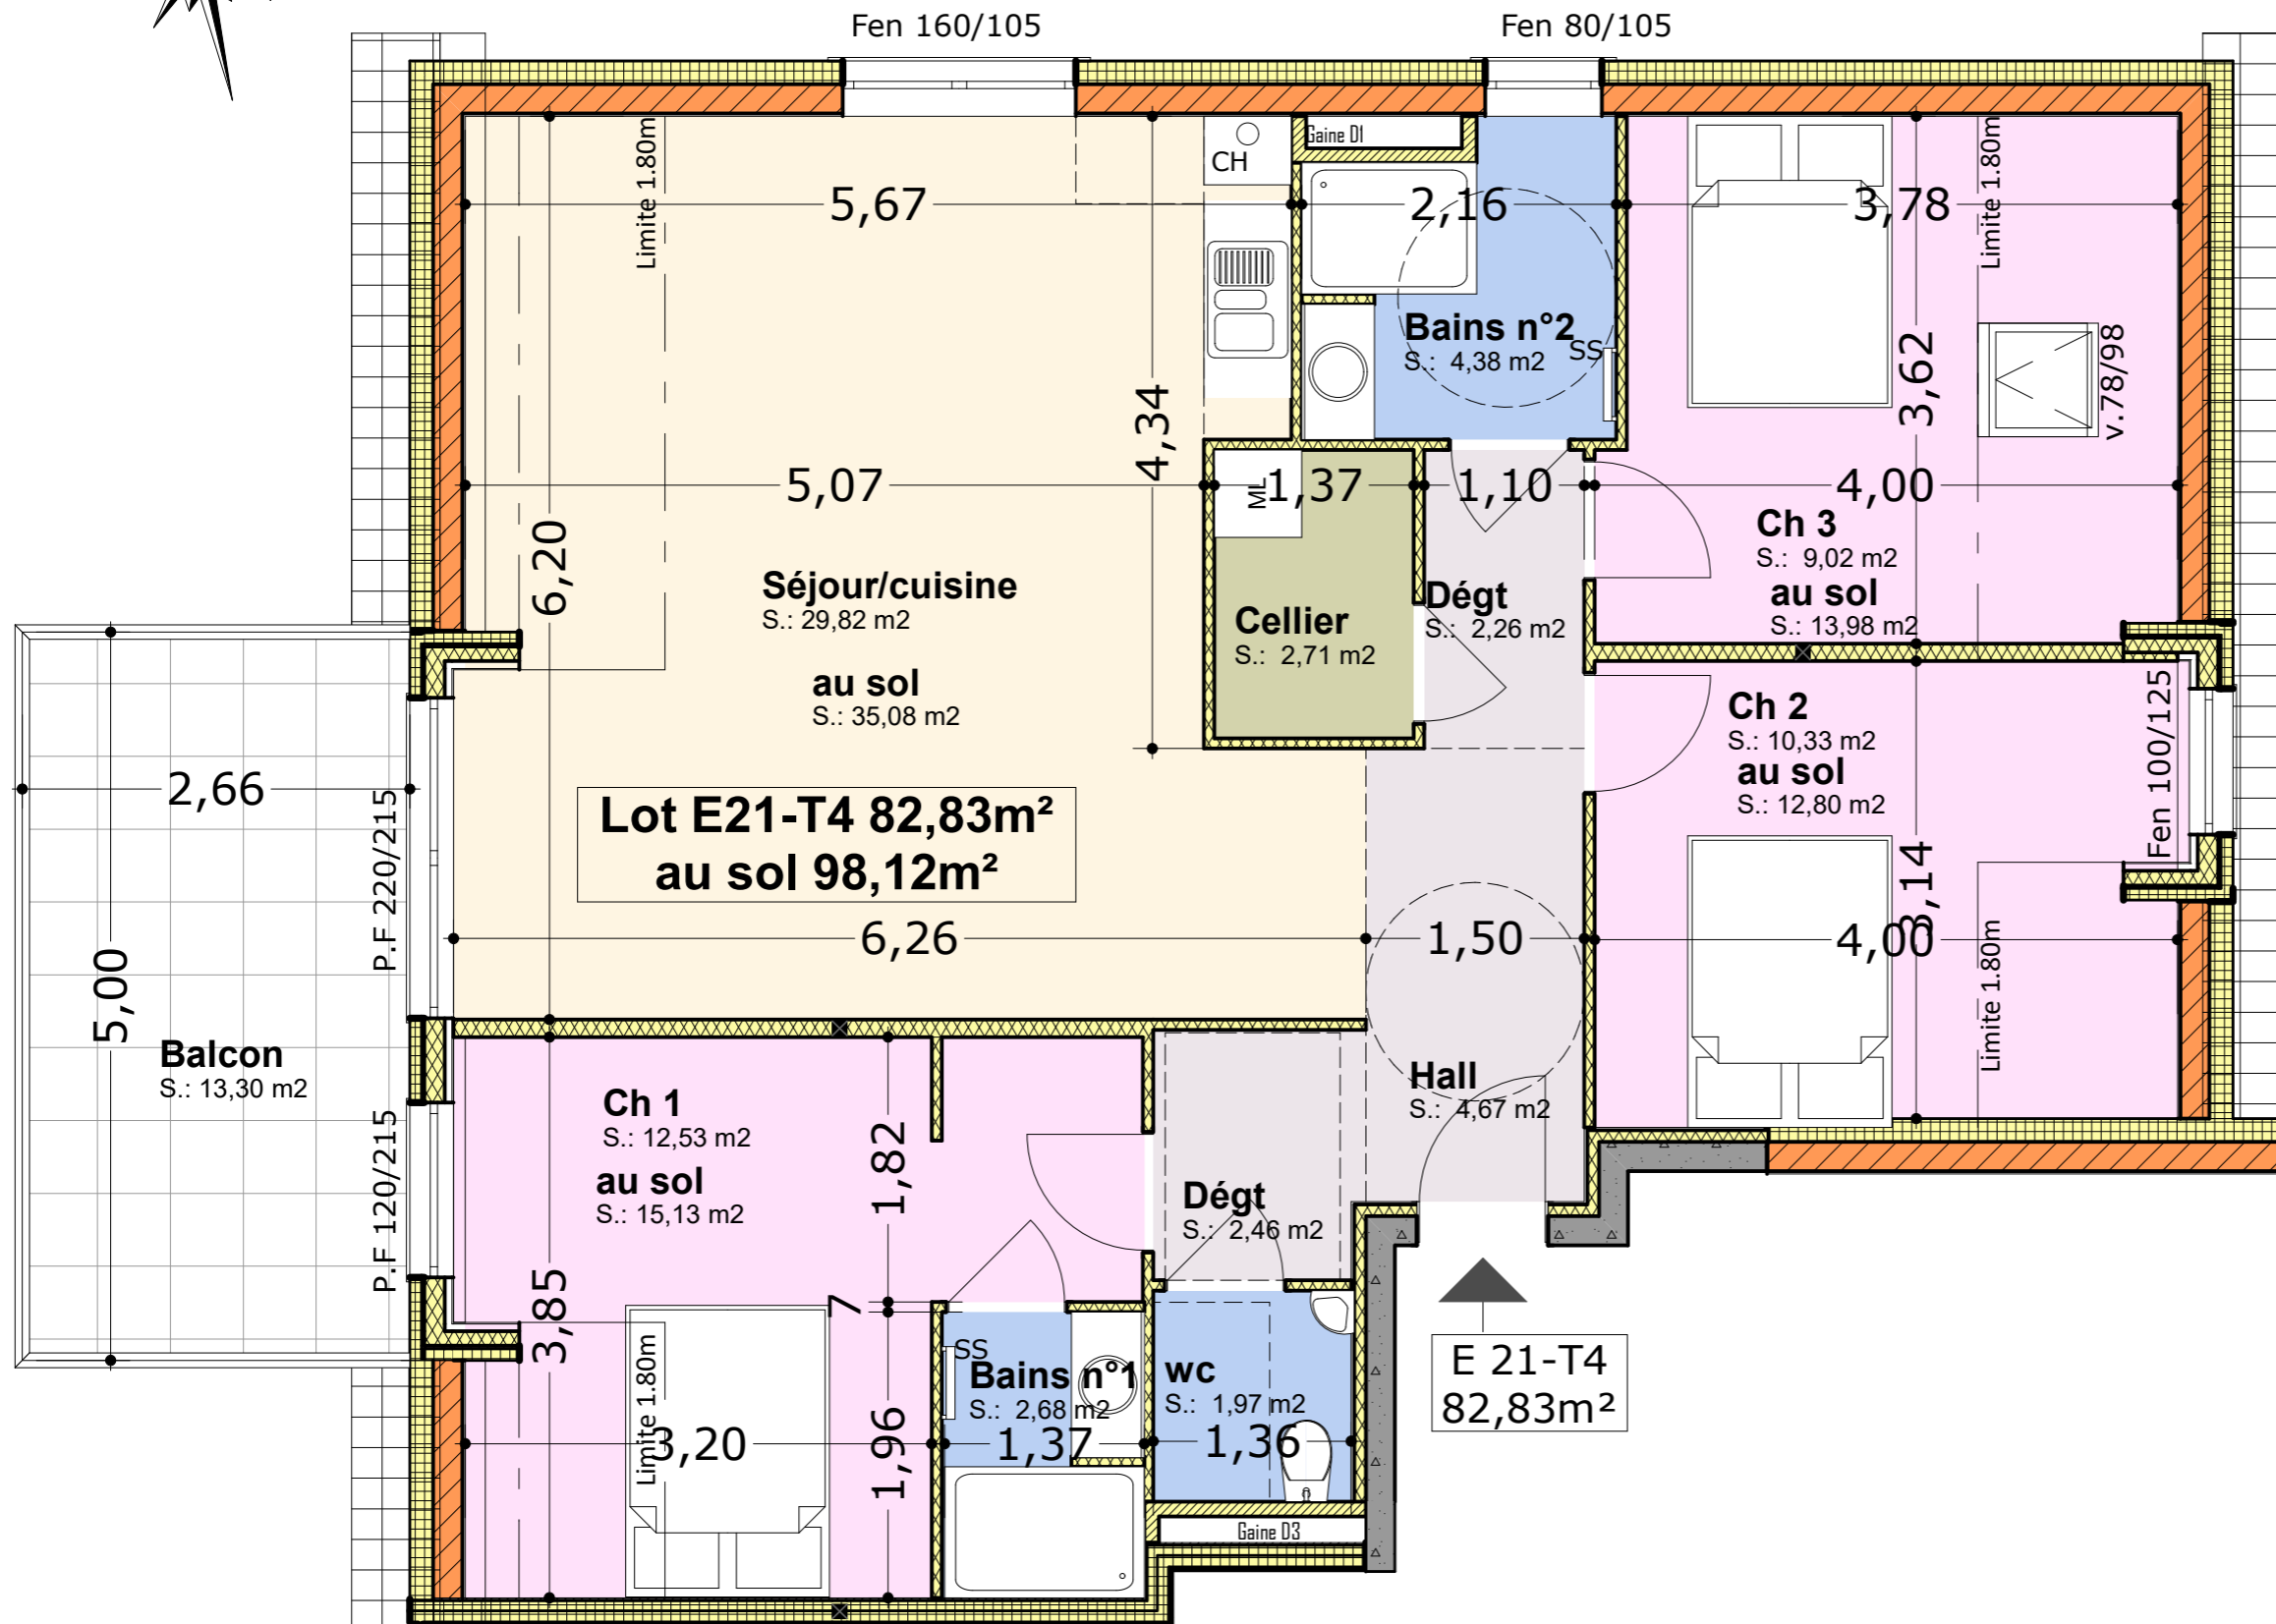 Fen 160/105
Fen 80/105
Limite 1.80m
CH
Gaine D1
Limite 1.80m
5,67
2,16
3,78
Bains n°2
S.: 4,38 m2
SS
3,62
v.78/98
4,34
5,07
ML
1,37
1,10
4,00
6,20
Ch 3
S.: 9,02 m2
au sol
S.: 13,98 m2
Séjour/cuisine
S.: 29,82 m2
au sol
S.: 35,08 m2
Cellier
S.: 2,71 m2
Dégt
S.: 2,26 m2
Ch 2
S.: 10,33 m2
au sol
S.: 12,80 m2
Fen 100/125
2,66
P.F 220/215
Lot E21-T4 82,83m²
au sol 98,12m²
3,14
6,26
1,50
4,00
Limite 1.80m
5,00
Balcon
S.: 13,30 m2
Hall
S.: 4,67 m2
Ch 1
S.: 12,53 m2
au sol
S.: 15,13 m2
1,82
P.F 120/215
Dégt
S.: 2,46 m2
3,85
7
Limite 1.80m
SS
Bains n°1
S.: 2,68 m2
wc
S.: 1,97 m2
E 21-T4
82,83m²
3,20
1,96
1,37
1,36
Gaine D3